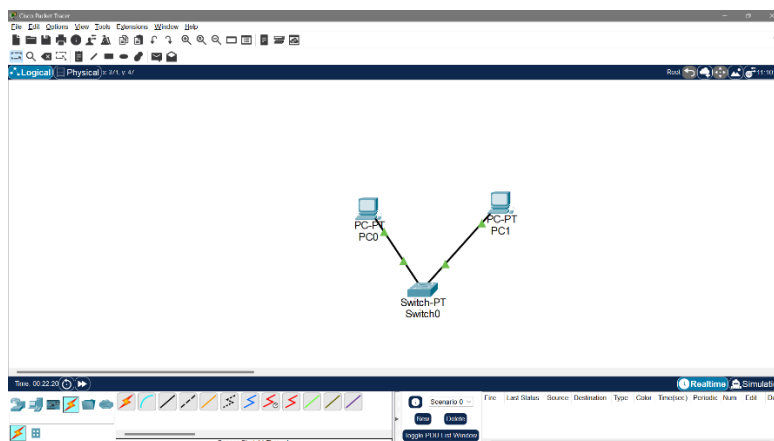 Cisco Packet Tracer
File Edit Options View Tools Extensions Window Help
Logical Physical
Root
PC-PT
PC0
PC-PT
PC1
Switch-PT
Switch0
Time: 00:22:20
Realtime Simulati
Scenario 0
Fire Last Status Source Destination Type Color Time(sec) Periodic Num Edit
New Delete
Toggle PDU List Window